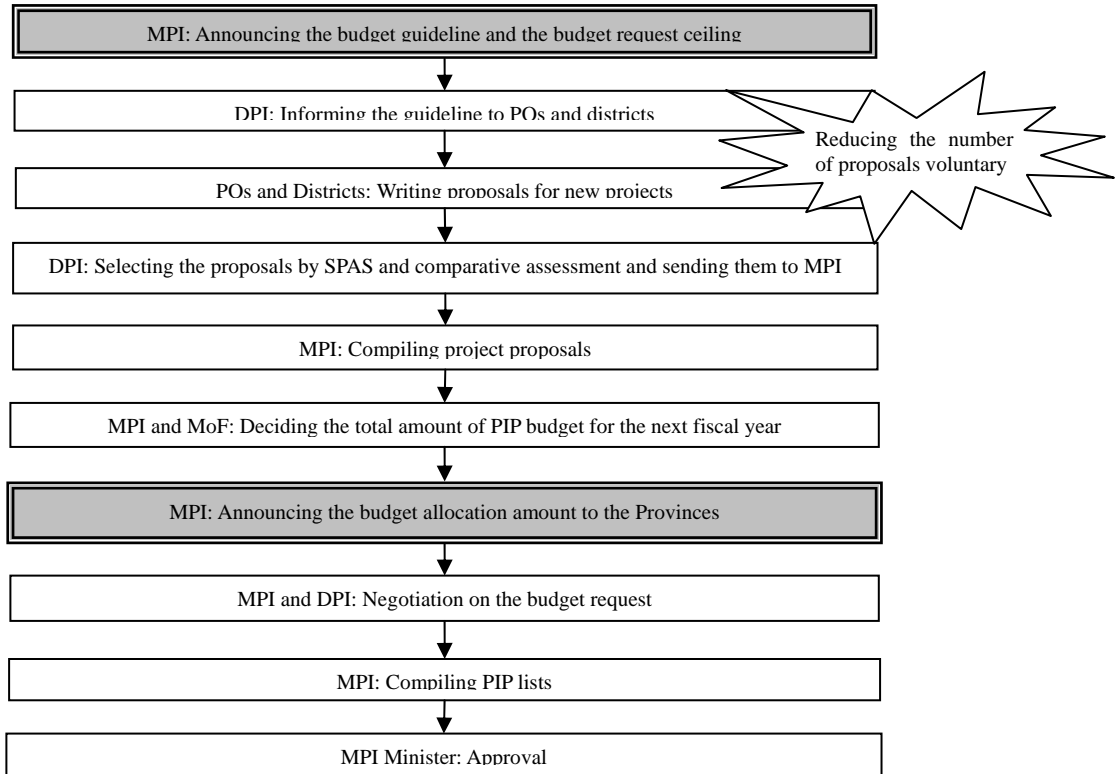 MPI: Announcing the budget guideline and the budget request ceiling
DPI: Informing the guideline to POs and districts
Reducing the number
of proposals voluntary
POs and Districts: Writing proposals for new projects
DPI: Selecting the proposals by SPAS and comparative assessment and sending them to MPI
MPI: Compiling project proposals
MPI and MoF: Deciding the total amount of PIP budget for the next fiscal year
MPI: Announcing the budget allocation amount to the Provinces
MPI and DPI: Negotiation on the budget request
MPI: Compiling PIP lists
MPI Minister: Approval